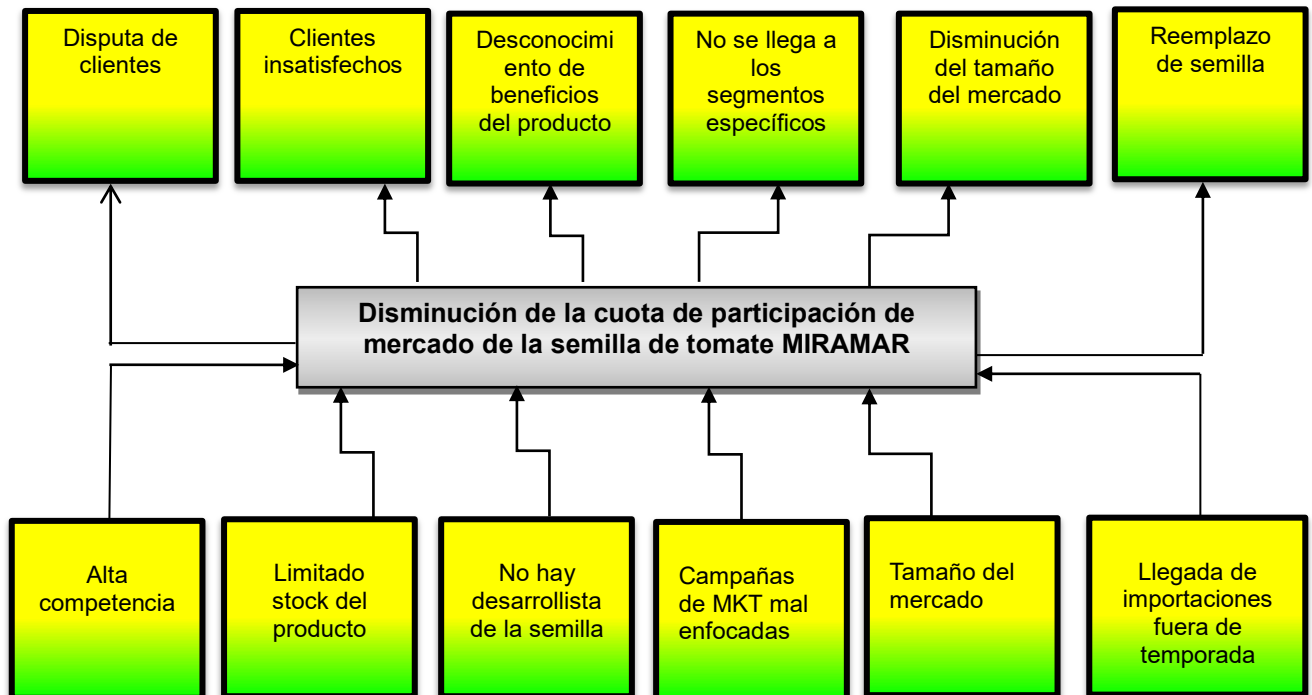 Disputa de
clientes
Clientes
insatisfechos
Desconocimi
ento de
beneficios
del producto
No se llega a
los
segmentos
específicos
Disminución
del tamaño
del mercado
Reemplazo
de semilla
Disminución de la cuota de participación de
mercado de la semilla de tomate MIRAMAR
Alta
competencia
Limitado
stock del
producto
No hay
desarrollista
de la semilla
Campañas
de MKT mal
enfocadas
Tamaño del
mercado
Llegada de
importaciones
fuera de
temporada